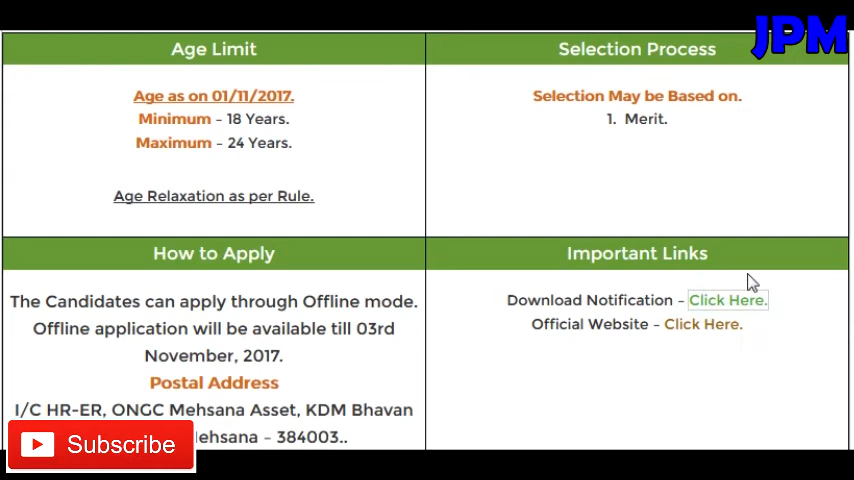 JPM
Age Limit
Age as on 01/11/2017.
Minimum – 18 Years.
Maximum – 24 Years.
Age Relaxation as per Rule.
Selection Process
Selection May be Based on.
1. Merit.
How to Apply
The Candidates can apply through Offline mode.
Offline application will be available till 03rd
November, 2017.
Postal Address
I/C HR-ER, ONGC Mehsana Asset, KDM Bhavan
– 384003..
Important Links
Download Notification – Click Here.
Official Website – Click Here.
Subscribe